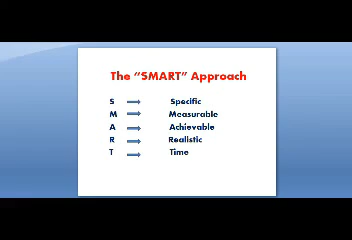 The “SMART” Approach
S Specific
M Measurable
A Achievable
R Realistic
T Time